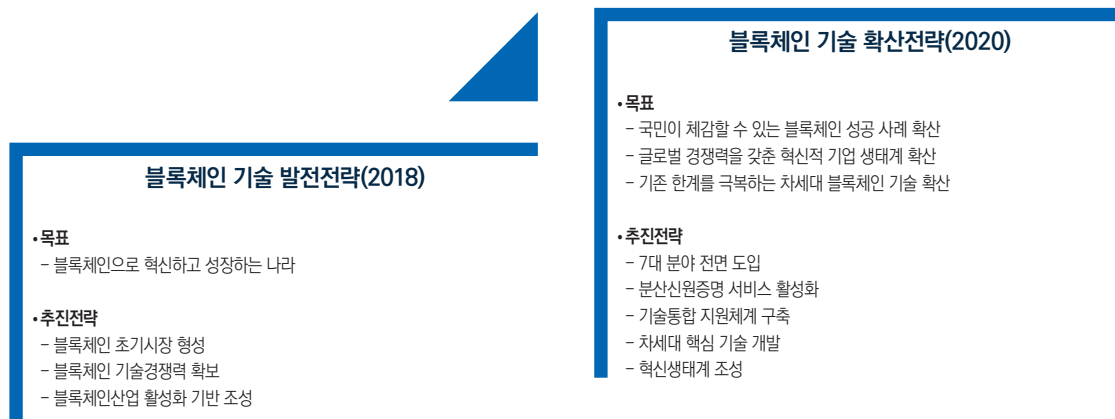 블록체인 기술 발전전략(2018)
•목표
– 블록체인으로 혁신하고 성장하는 나라
•추진전략
– 블록체인 초기시장 형성
– 블록체인 기술경쟁력 확보
– 블록체인산업 활성화 기반 조성
블록체인 기술 확산전략(2020)
•목표
– 국민이 체감할 수 있는 블록체인 성공 사례 확산
– 글로벌 경쟁력을 갖춘 혁신적 기업 생태계 확산
– 기존 한계를 극복하는 차세대 블록체인 기술 확산
•추진전략
– 7대 분야 전면 도입
– 분산신원증명 서비스 활성화
– 기술통합 지원체계 구축
– 차세대 핵심 기술 개발
– 혁신생태계 조성